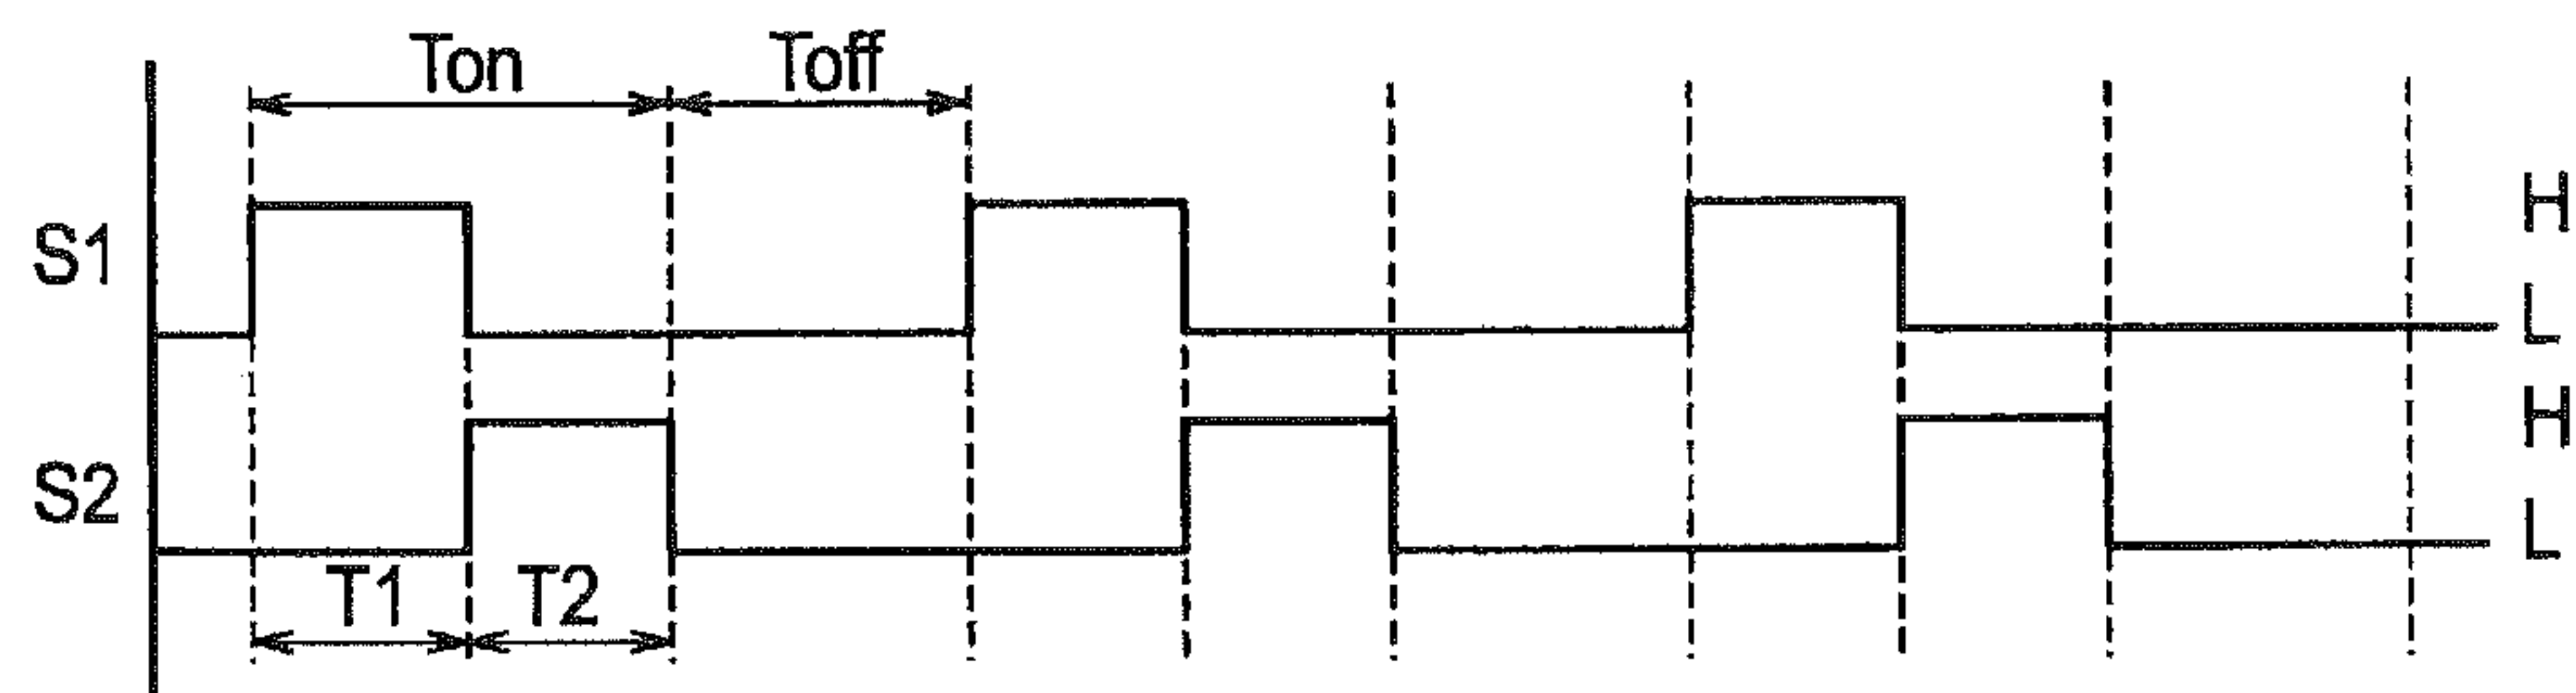 Ton Toff
S1 H
L
S2 H
L
T1 T2